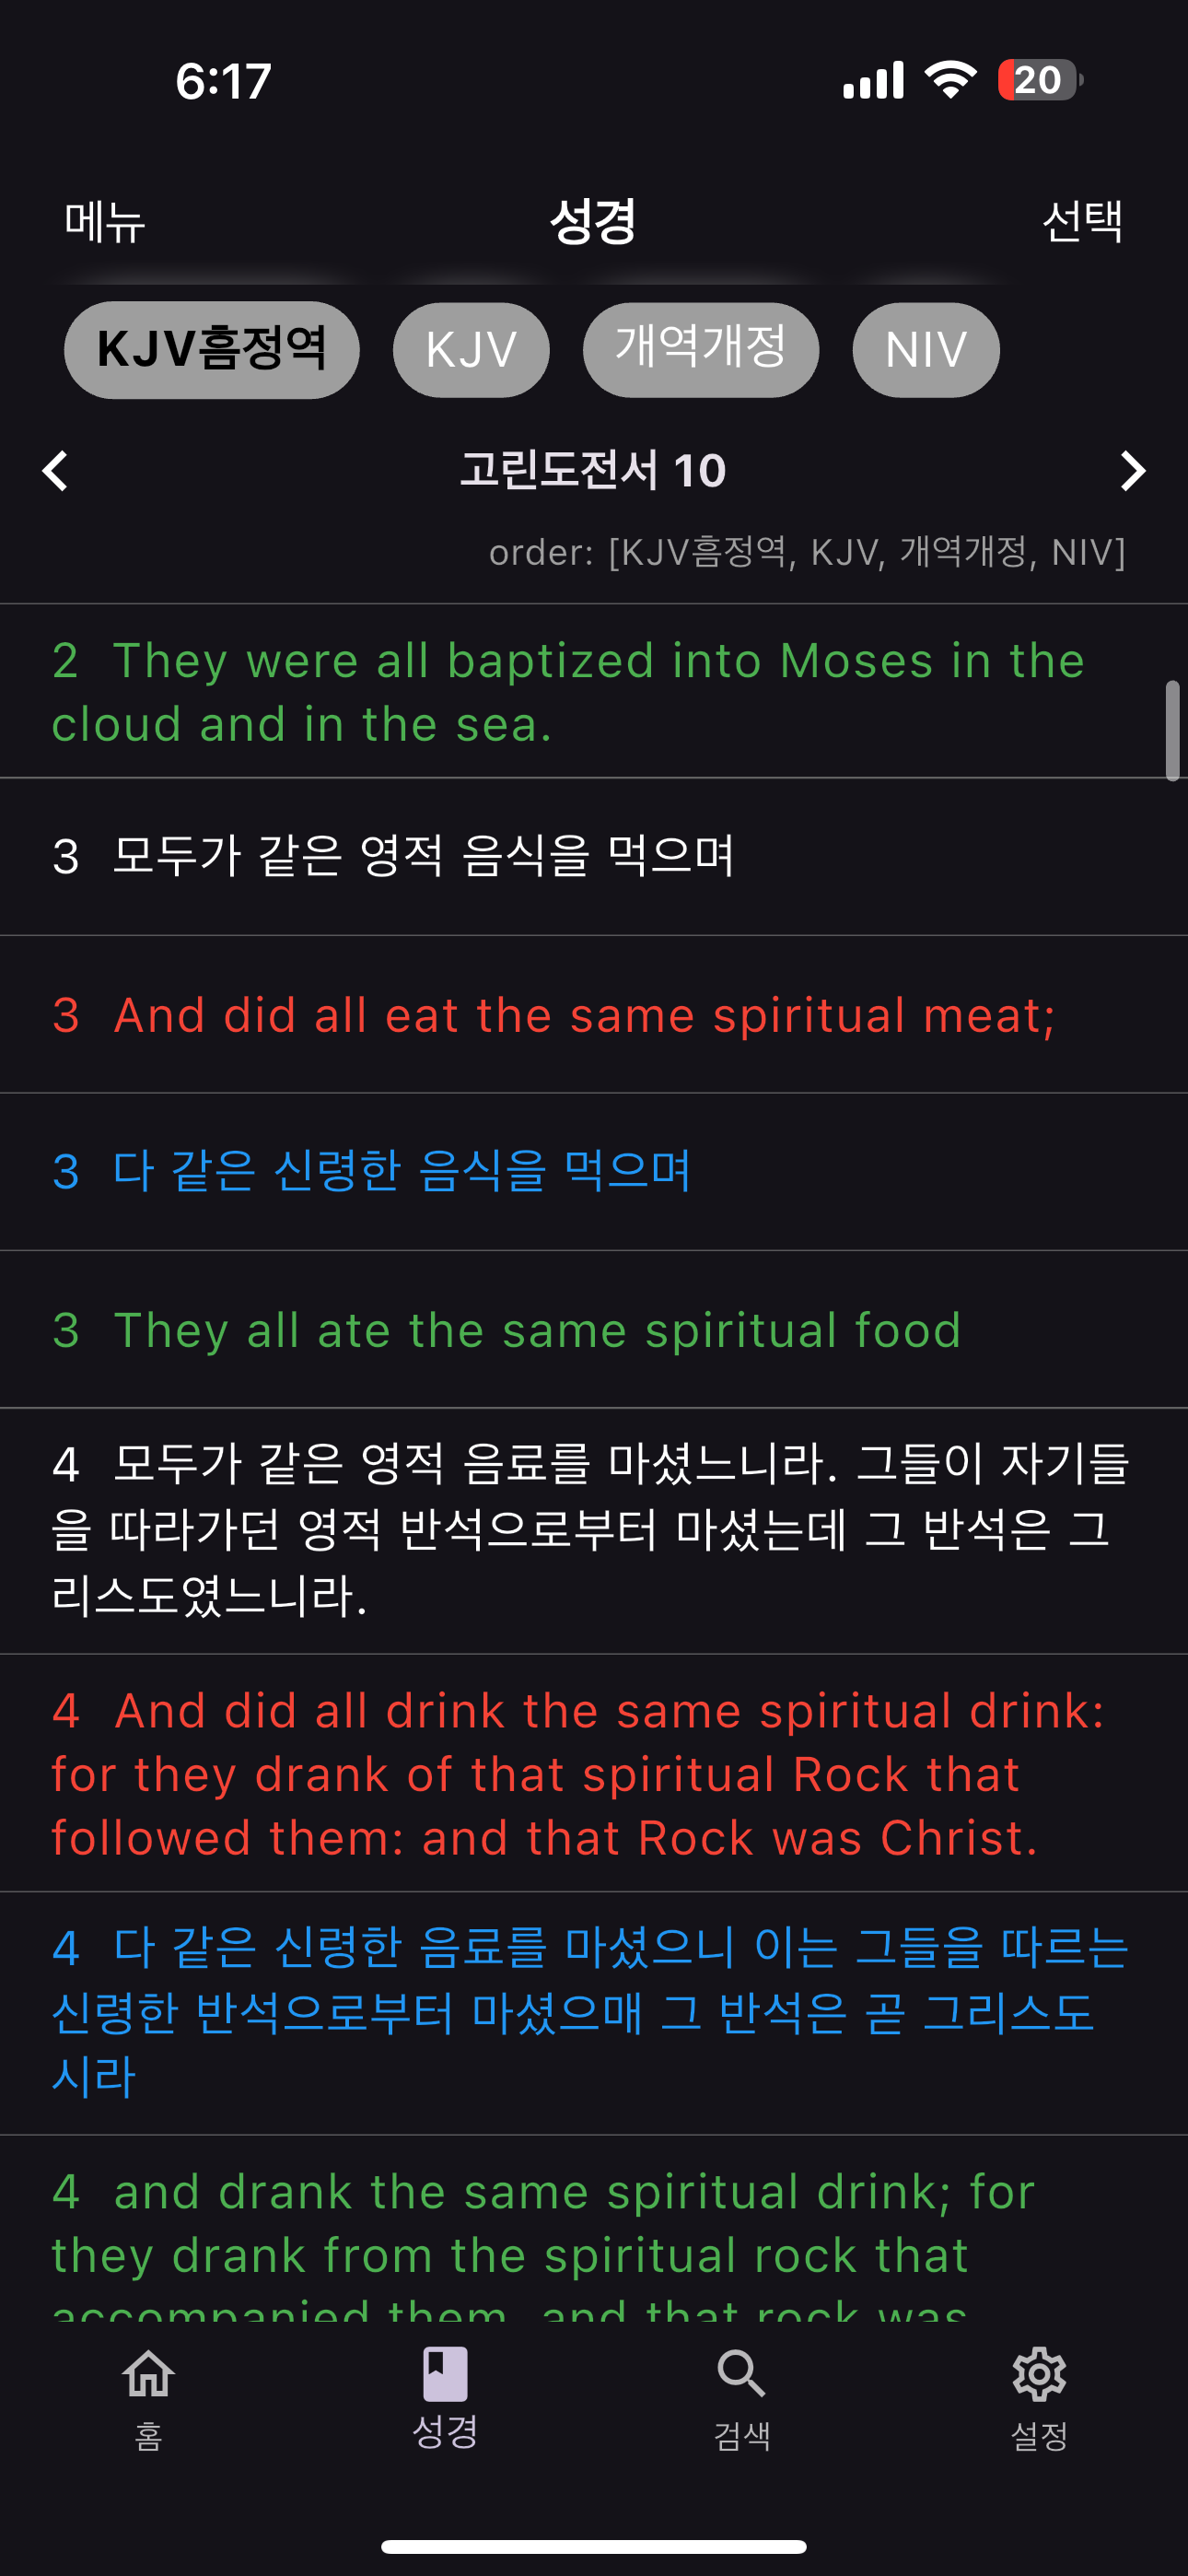 6:17
20
메뉴 성경 선택
KJV흠정역 KJV 개역개정 NIV
고린도전서 10
order: [KJV흠정역, KJV, 개역개정, NIV]
2 They were all baptized into Moses in the
cloud and in the sea.
3 모두가 같은 영적 음식을 먹으며
3 And did all eat the same spiritual meat;
3 다 같은 신령한 음식을 먹으며
3 They all ate the same spiritual food
4 모두가 같은 영적 음료를 마셨느니라. 그들이 자기들
을 따라가던 영적 반석으로부터 마셨는데 그 반석은 그
리스도였느니라.
4 And did all drink the same spiritual drink:
for they drank of that spiritual Rock that
followed them: and that Rock was Christ.
4 다 같은 신령한 음료를 마셨으니 이는 그들을 따르는
신령한 반석으로부터 마셨으매 그 반석은 곧 그리스도
시라
4 and drank the same spiritual drink; for
they drank from the spiritual rock that
accompanied them, and that rock was
홈 성경 검색 설정